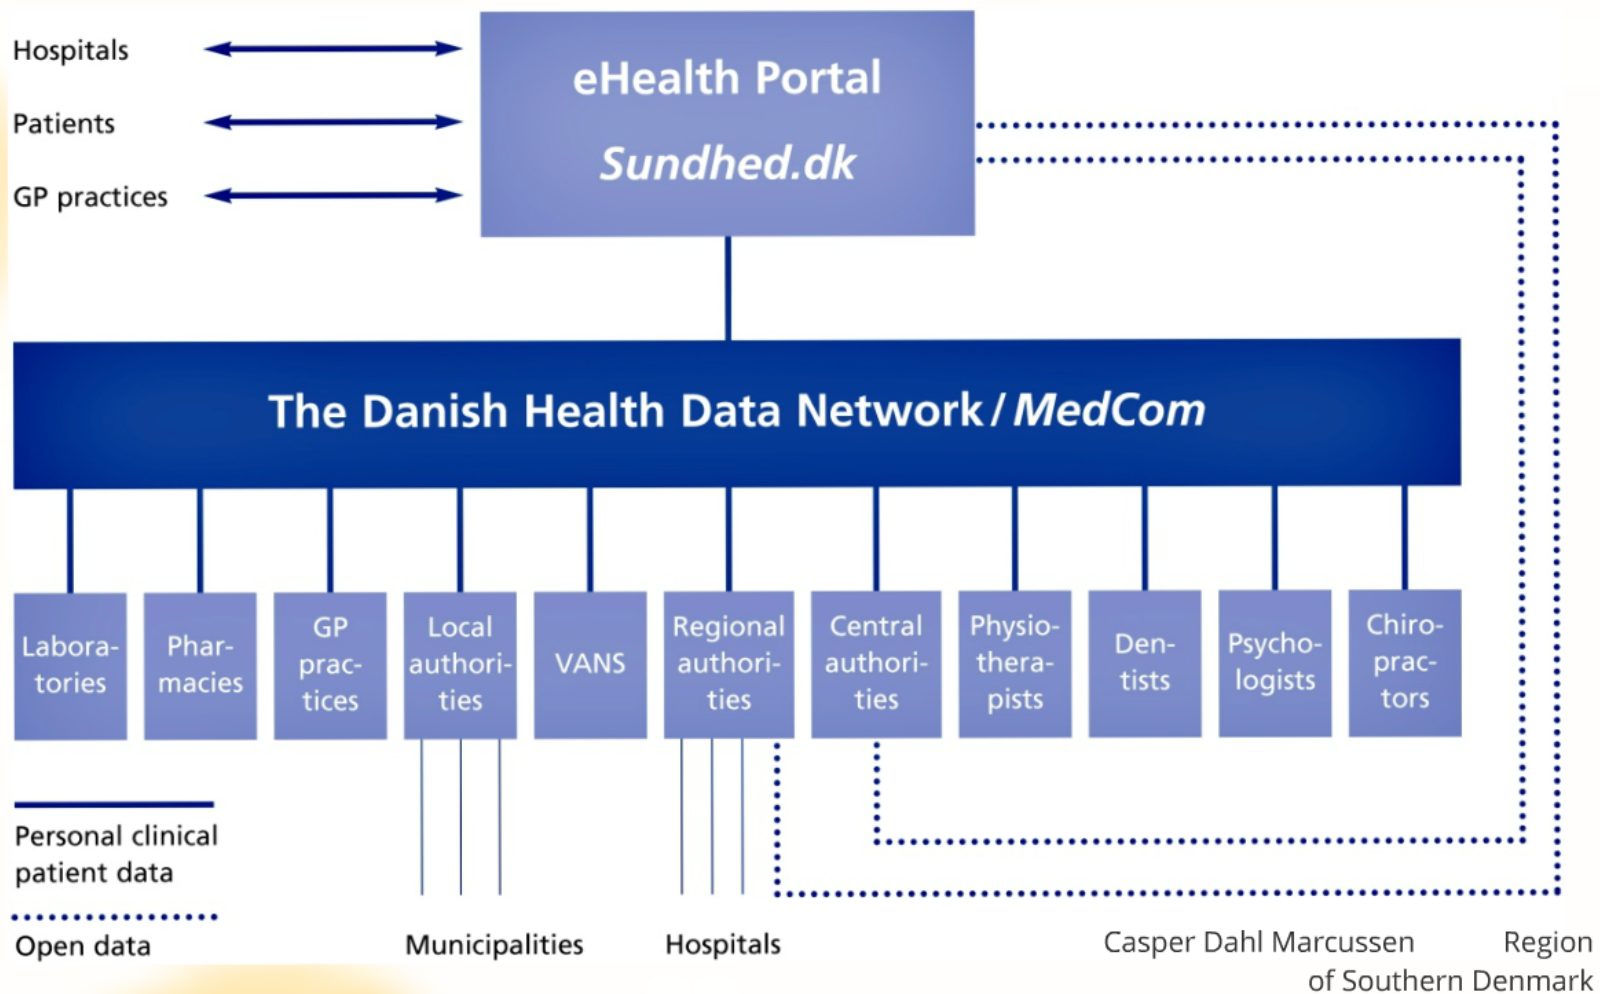 Hospitals
Patients
GP practices
eHealth Portal
Sundhed.dk
The Danish Health Data Network / MedCom
Labora-
tories
Phar-
macies
GP
prac-
tices
Local
authori-
ties
VANS
Regional
authori-
ties
Central
authori-
ties
Physio-
thera-
pists
Den-
tists
Psycho-
logists
Chiro-
prac-
tors
Personal clinical
patient data
Open data
Municipalities
Hospitals
Casper Dahl Marcussen Region
of Southern Denmark